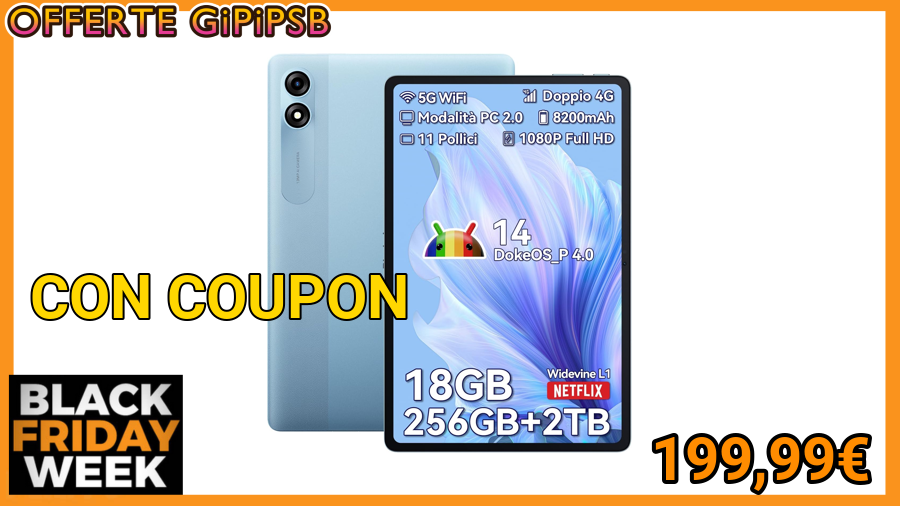 OFFERTE GiPiPSB
5G WiFi
Doppio 4G
Modalità PC 2.0
8200mAh
11 Pollici
1080P Full HD
14
DokeOS_P 4.0
CON COUPON
18GB
Widevine L1
NETFLIX
256GB+2TB
BLACK
FRIDAY
WEEK
199,99€